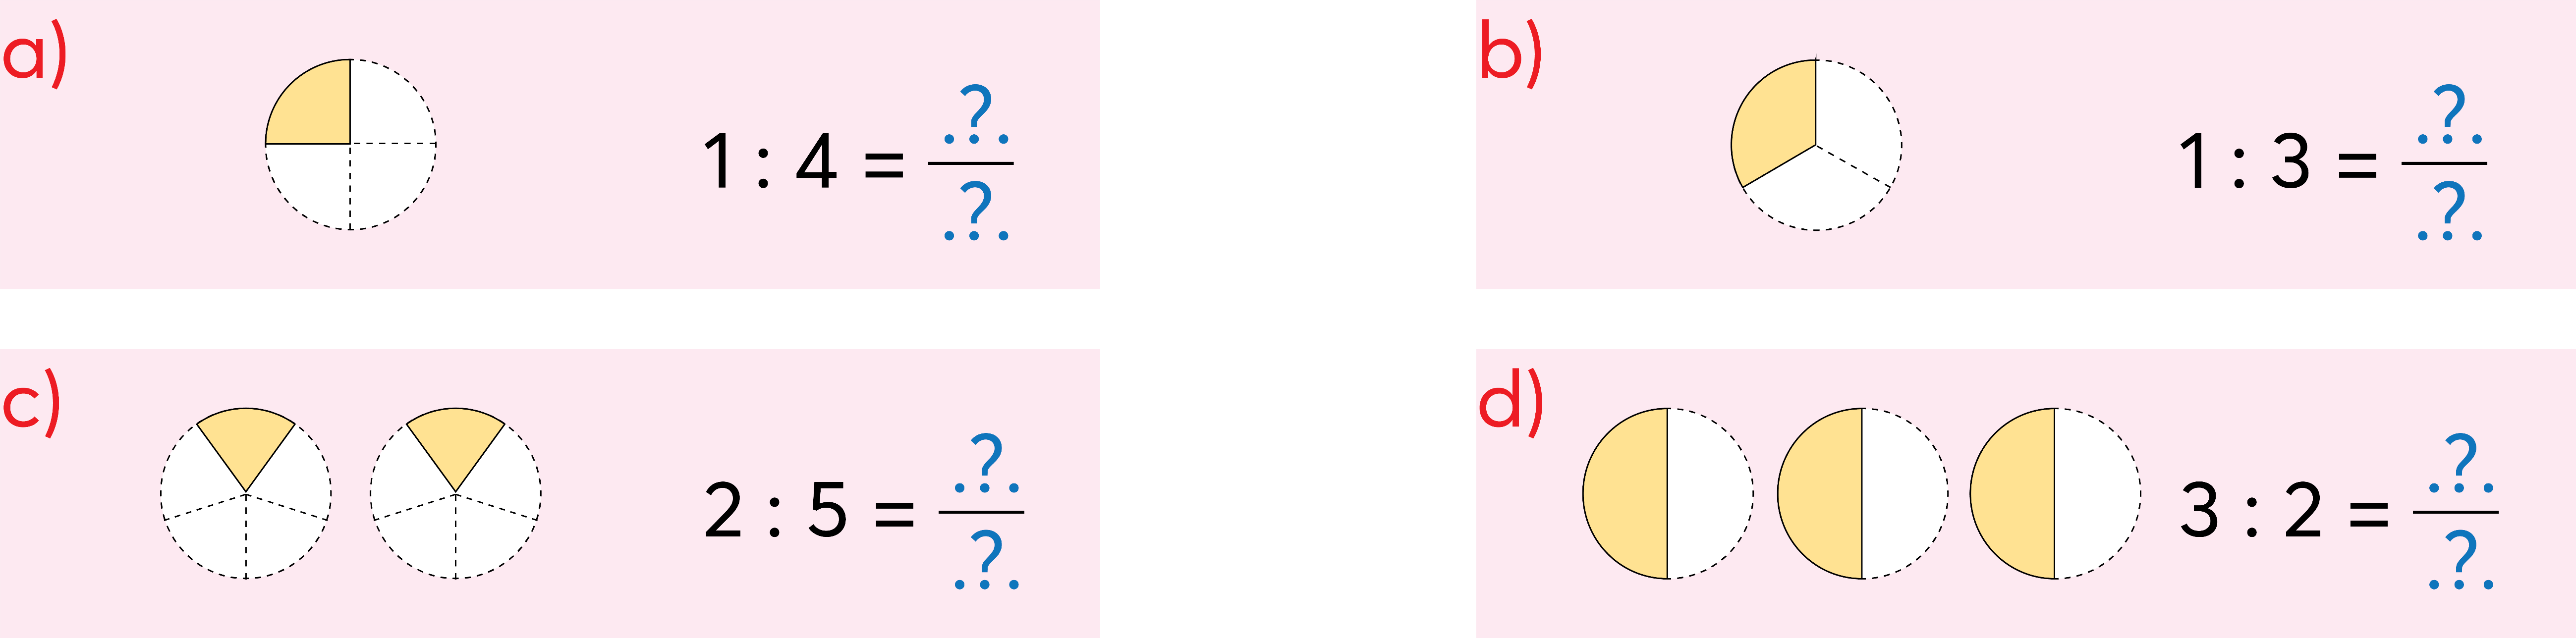 a) 1 : 4 = .?. / .?.
b) 1 : 3 = .?. / .?.
c) 2 : 5 = .?. / .?.
d) 3 : 2 = .?. / .?.